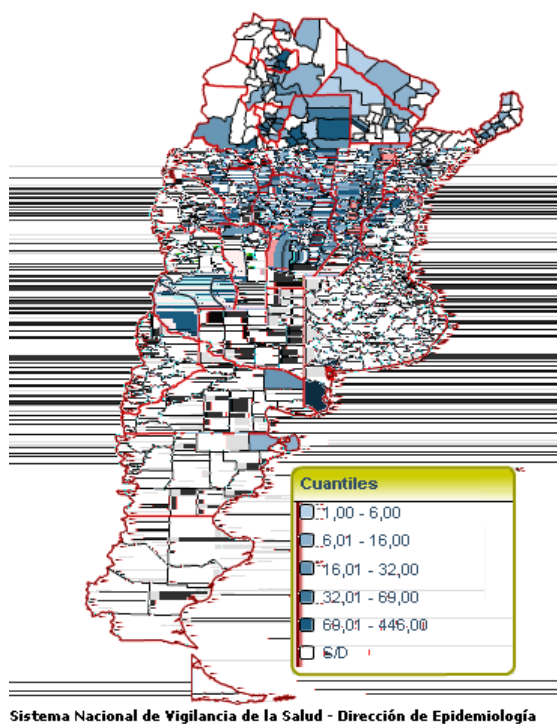 Cuantiles
1,00 - 6,00
6,01 - 16,00
16,01 - 32,00
32,01 - 69,00
69,01 - 446,00
S/D
Sistema Nacional de Vigilancia de la Salud - Dirección de Epidemiología